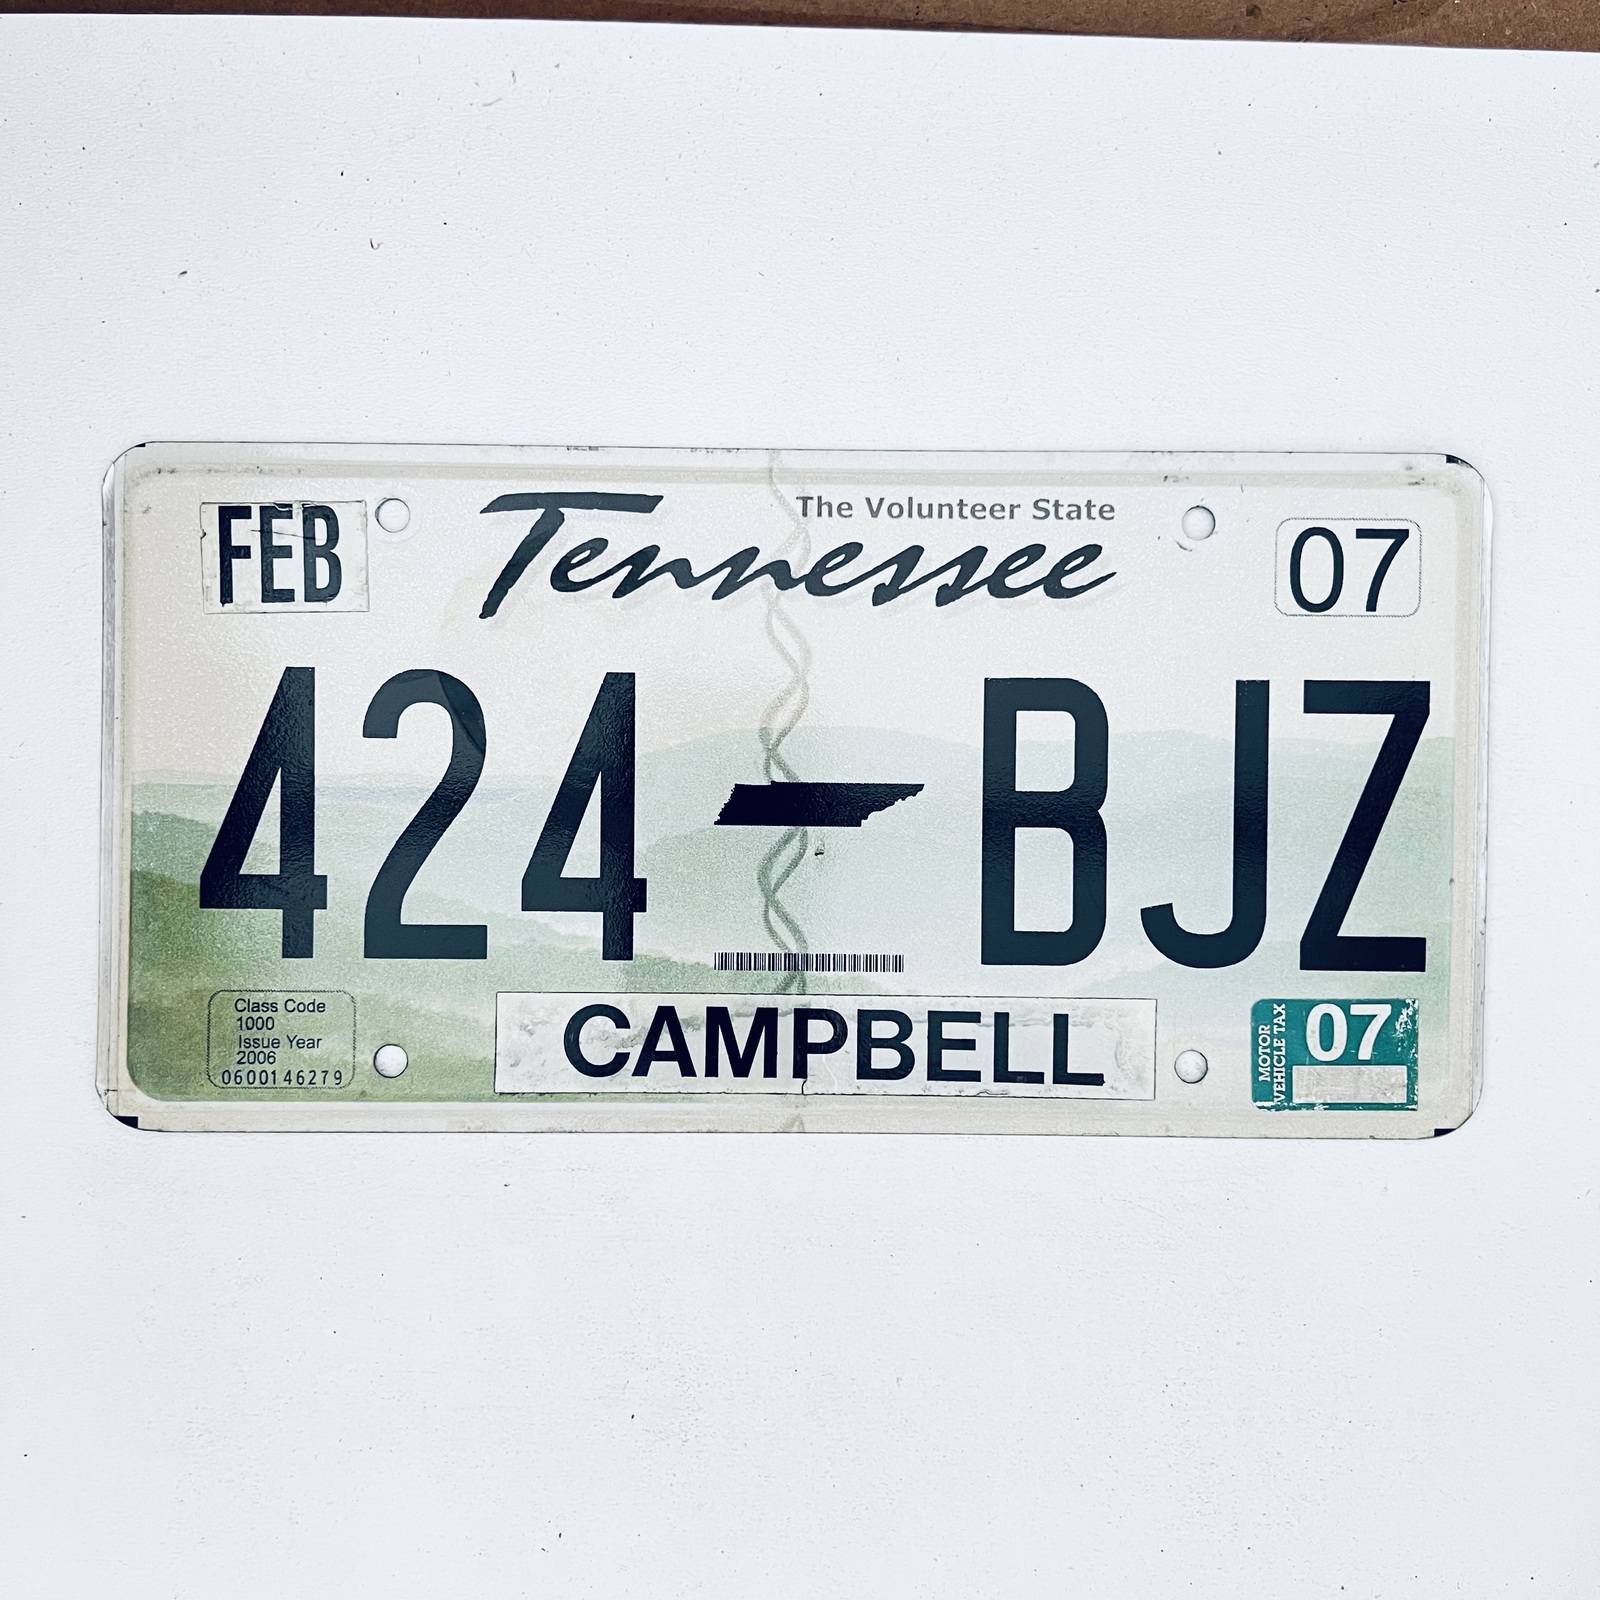 FEB
The Volunteer State
Tennessee
07
424 BJZ
Class Code
1000
Issue Year
2006
0600146279
CAMPBELL
MOTOR
VEHICLE TAX
07